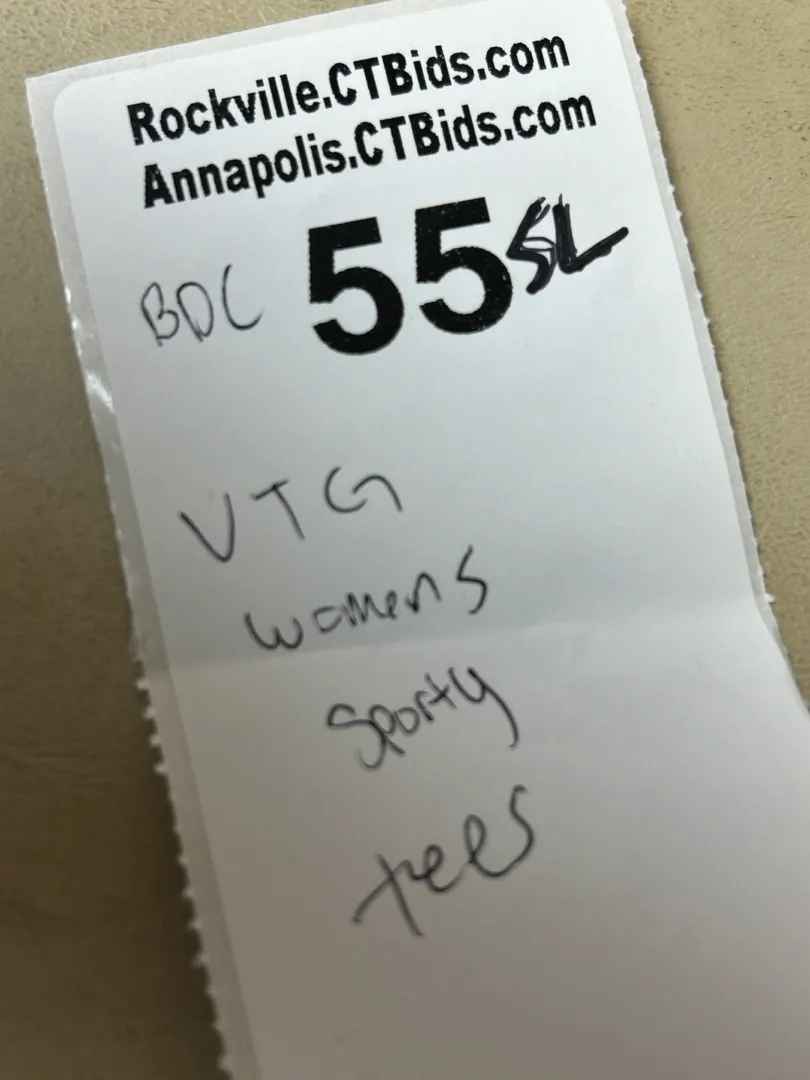 Rockville.CTBids.com
Annapolis.CTBids.com
BDC 55SL
VTG
womens
Sporty
tees